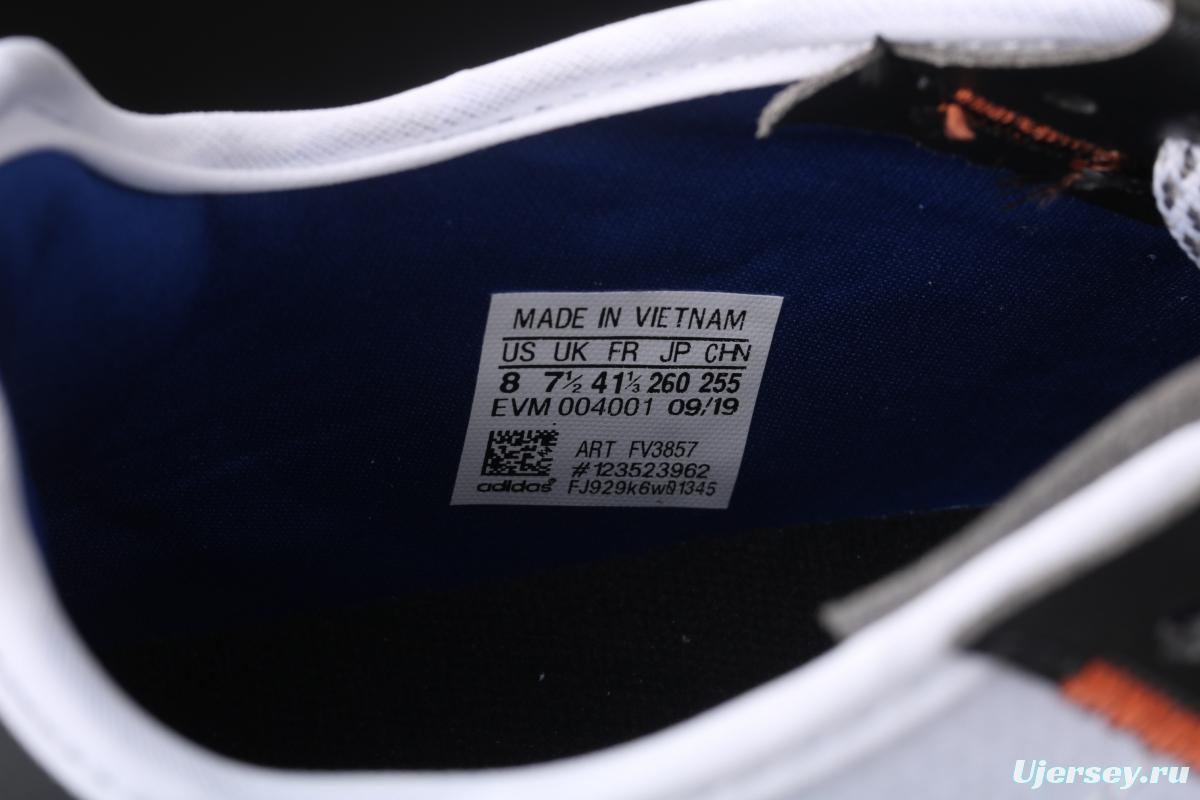 MADE IN VIETNAM
US UK FR JP CHN
8 7½ 41⅓ 260 255
EVM 004001 09/19
ART FV3857
#123523962
adidas FJ929k6w01345
Ujersey.ru